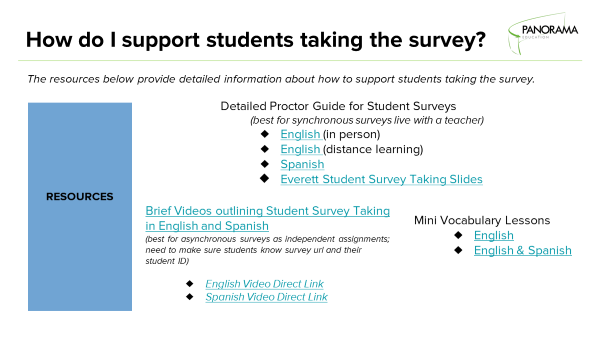 How do I support students taking the survey?
PANORAMA
EDUCATION
The resources below provide detailed information about how to support students taking the survey.
RESOURCES
Detailed Proctor Guide for Student Surveys
(best for synchronous surveys live with a teacher)
◆ English (in person)
◆ English (distance learning)
◆ Spanish
◆ Everett Student Survey Taking Slides
Brief Videos outlining Student Survey Taking
in English and Spanish
(best for asynchronous surveys as independent assignments;
need to make sure students know survey url and their
student ID)
◆ English Video Direct Link
◆ Spanish Video Direct Link
Mini Vocabulary Lessons
◆ English
◆ English & Spanish